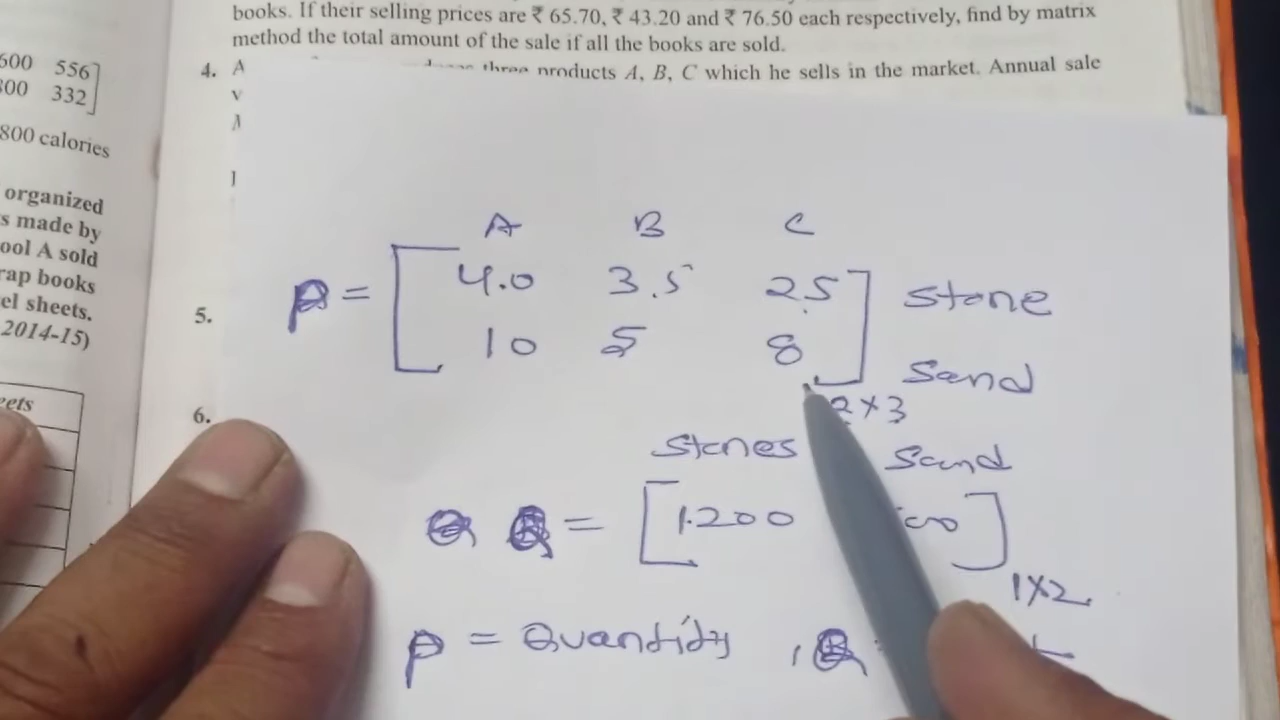 books. If their selling prices are ₹ 65.70, ₹ 43.20 and ₹ 76.50 each respectively, find by matrix
method the total amount of the sale if all the books are sold.
4. A three products A, B, C which he sells in the market. Annual sale
600 556
300 332
800 calories
organized
s made by
ool A sold
rap books
el sheets.
2014-15)
eets
5.
6.
A B C
P = [ 4.0 3.5 2.5 ] Stone
10 5 8 Sand
2×3
Stones Sand
Q Q = [1200 ]
1×2
P = Quantity , Q